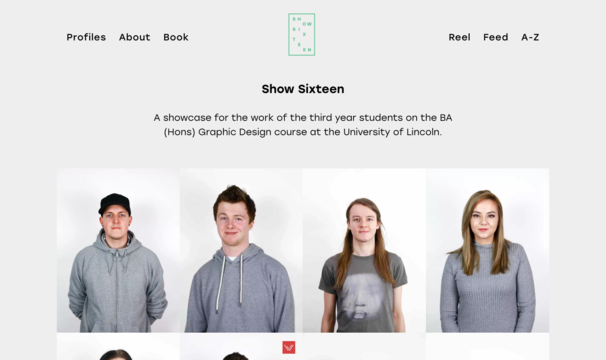 Profiles About Book
SH
OW
SI
X
T
E
EN
Reel Feed A-Z
Show Sixteen
A showcase for the work of the third year students on the BA
(Hons) Graphic Design course at the University of Lincoln.